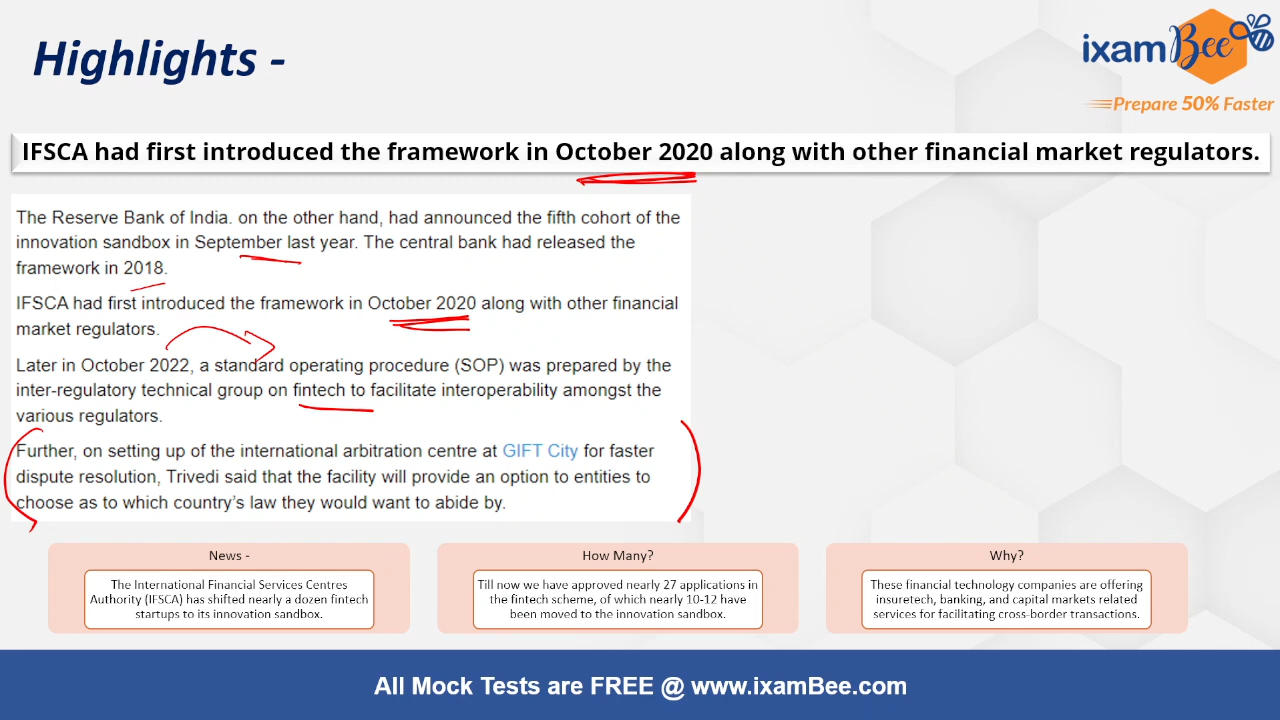 Highlights -
ixamBee
Prepare 50% Faster
IFSCA had first introduced the framework in October 2020 along with other financial market regulators.
The Reserve Bank of India. on the other hand, had announced the fifth cohort of the
innovation sandbox in September last year. The central bank had released the
framework in 2018.
IFSCA had first introduced the framework in October 2020 along with other financial
market regulators.
Later in October 2022, a standard operating procedure (SOP) was prepared by the
inter-regulatory technical group on fintech to facilitate interoperability amongst the
various regulators.
Further, on setting up of the international arbitration centre at GIFT City for faster
dispute resolution, Trivedi said that the facility will provide an option to entities to
choose as to which country's law they would want to abide by.
News -
The International Financial Services Centres
Authority (IFSCA) has shifted nearly a dozen fintech
startups to its innovation sandbox.
How Many?
Till now we have approved nearly 27 applications in
the fintech scheme, of which nearly 10-12 have
been moved to the innovation sandbox.
Why?
These financial technology companies are offering
insuretech, banking, and capital markets related
services for facilitating cross-border transactions.
All Mock Tests are FREE @ www.ixamBee.com